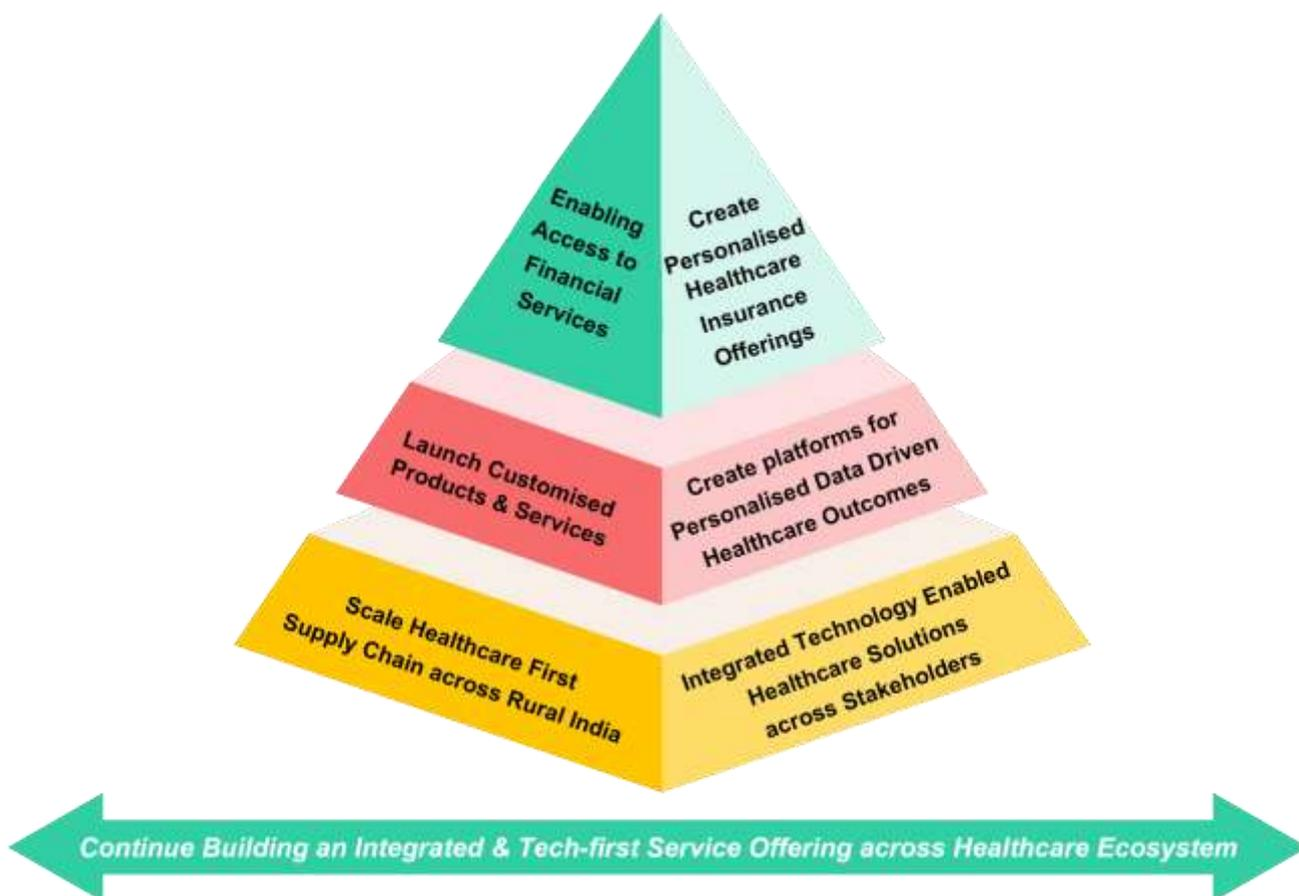 Enabling
Access to
Financial
Services
Create
Personalised
Healthcare
Insurance
Offerings
Launch Customised
Products & Services
Create platforms for
Personalised Data Driven
Healthcare Outcomes
Scale Healthcare First
Supply Chain across Rural India
Integrated Technology Enabled
Healthcare Solutions
across Stakeholders
Continue Building an Integrated & Tech-first Service Offering across Healthcare Ecosystem